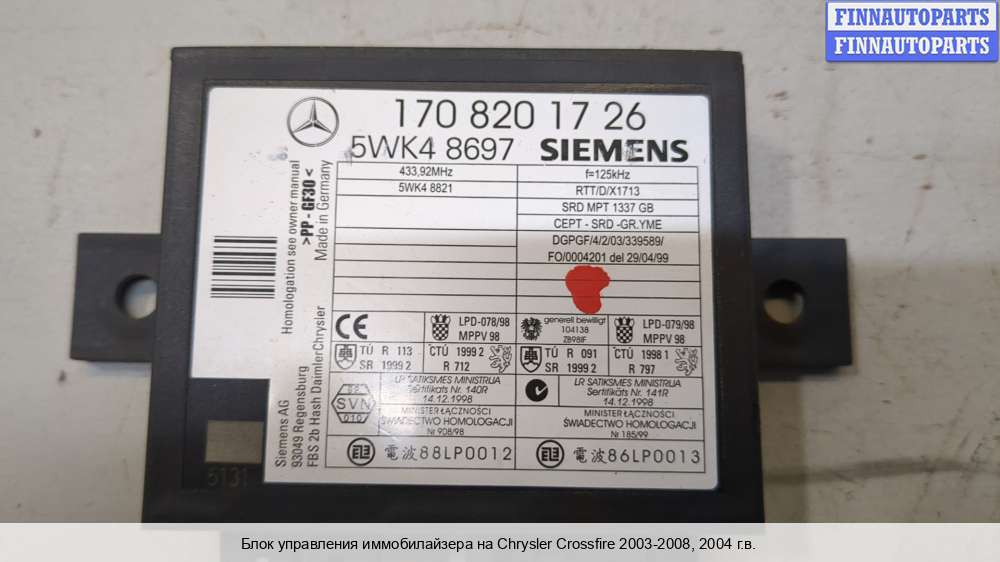 FINNAUTOPARTS
FINNAUTOPARTS
170 820 17 26
5WK4 8697 SIEMENS
433,92MHz
5WK4 8821
f=125kHz
RTT/D/X1713
SRD MPT 1337 GB
CEPT - SRD -GR.YME
DGPGF/4/2/03/339589/
FO/0004201 del 29/04/99
Homologation see owner manual
>PP - GF30<
Made in Germany
Siemens AG
93049 Regensburg
FBS 2b Hash DaimlerChrysler
CE
LPD-078/98
MPPV 98
generell bewilligt
104138
ZB98IF
LPD-079/98
MPPV 98
TÚ R 113
SR 1999 2
ČTÚ 1999 2
R 712
TÚ R 091
SR 1999 2
ČTÚ 1998 1
R 797
SVN
010
LR SATIKSMES MINISTRIJA
Sertifikāts Nr. 140R
14.12.1998
LR SATIKSMES MINISTRIJA
Sertifikāts Nr. 141R
14.12.1998
MINISTER ŁĄCZNOŚCI
ŚWIADECTWO HOMOLOGACJI
Nr 908/98
MINISTER ŁĄCZNOŚCI
ŚWIADECTWO HOMOLOGACJI
Nr 185/99
電波88LP0012
電波86LP0013
5131
Блок управления иммобилайзера на Chrysler Crossfire 2003-2008, 2004 г.в.